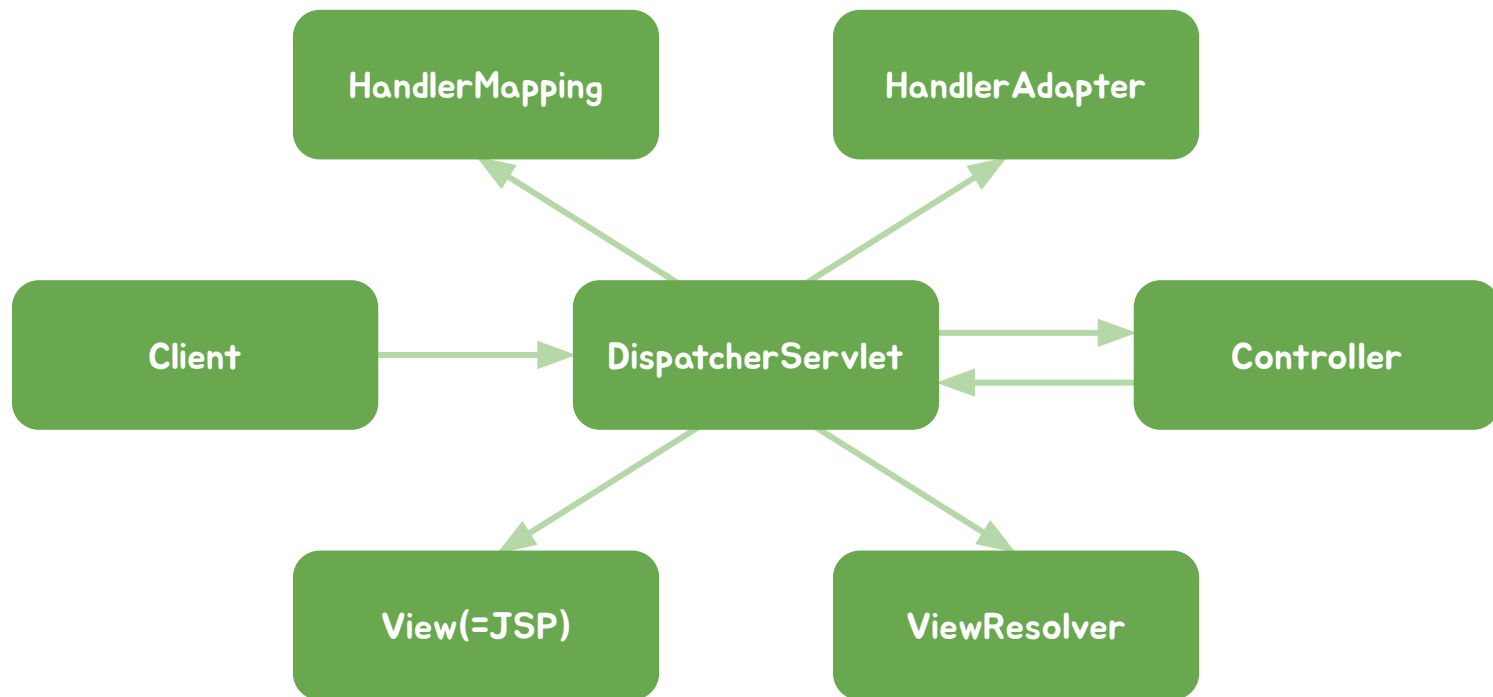 HandlerMapping
HandlerAdapter
Client
DispatcherServlet
Controller
View(=JSP)
ViewResolver